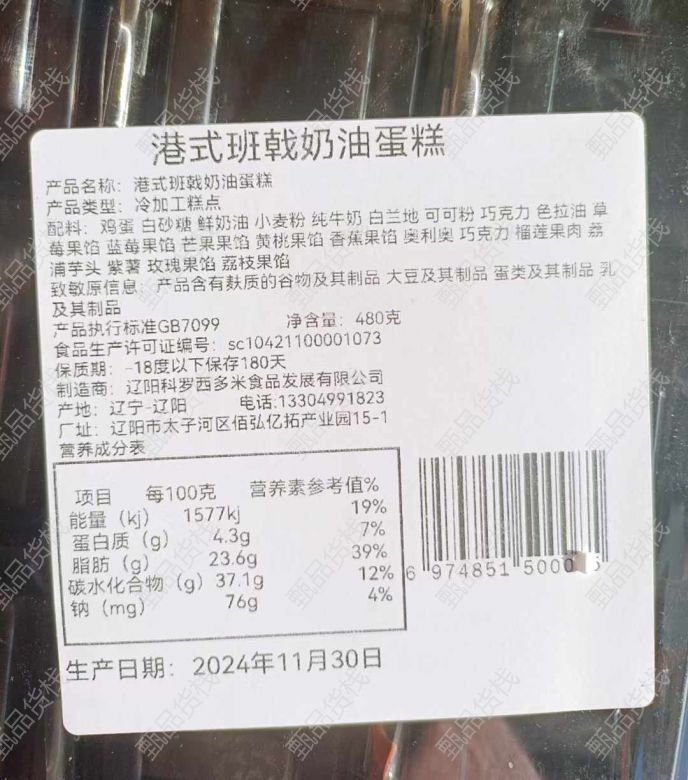 港式班戟奶油蛋糕
产品名称：港式班戟奶油蛋糕
产品类型：冷加工糕点
配料：鸡蛋 白砂糖 鲜奶油 小麦粉 纯牛奶 白兰地 可可粉 巧克力 色拉油 草
莓果馅 蓝莓果馅 芒果果馅 黄桃果馅 香蕉果馅 奥利奥 巧克力 榴莲果肉 荔
浦芋头 紫薯 玫瑰果馅 荔枝果馅
致敏原信息：产品含有麸质的谷物及其制品 大豆及其制品 蛋类及其制品 乳
及其制品
产品执行标准GB7099 净含量：480克
食品生产许可证编号：sc10421100001073
保质期：-18度以下保存180天
制造商：辽阳科罗西多米食品发展有限公司
产地：辽宁-辽阳 电话:13304991823
厂址：辽阳市太子河区佰弘亿拓产业园15-1
营养成分表
项目 每100克 营养素参考值%
能量（kj） 1577kj 19%
蛋白质（g） 4.3g 7%
脂肪（g） 23.6g 39%
碳水化合物（g）37.1g 12%
钠（mg） 76g 4%
6 974851 500
生产日期：2024年11月30日
甄品货栈